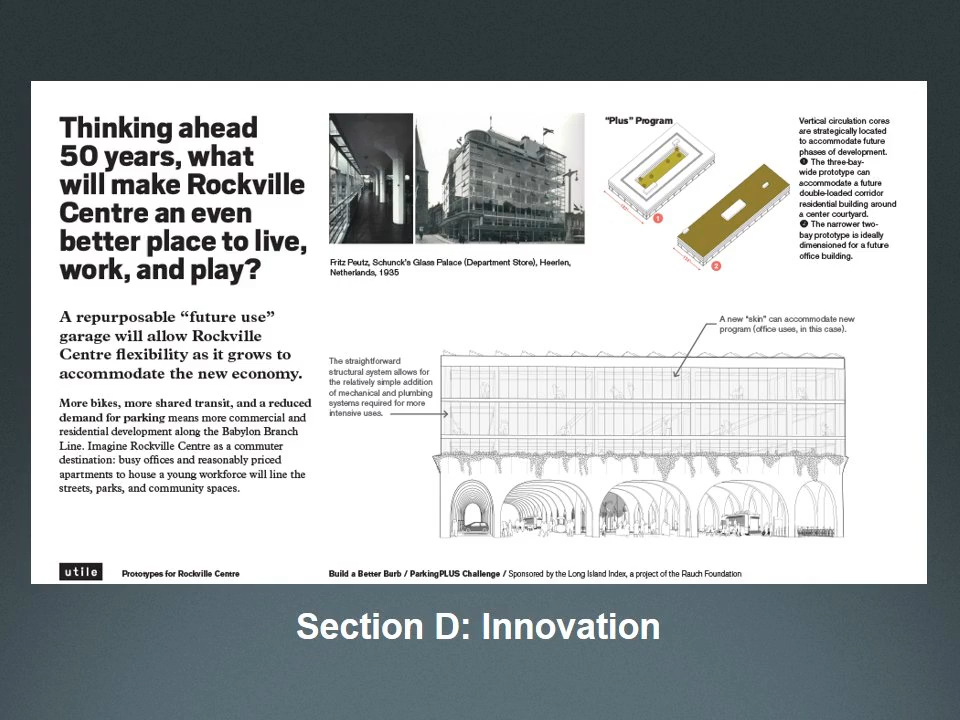 Thinking ahead
50 years, what
will make Rockville
Centre an even
better place to live,
work, and play?
A repurposable “future use”
garage will allow Rockville
Centre flexibility as it grows to
accommodate the new economy.
More bikes, more shared transit, and a reduced
demand for parking means more commercial and
residential development along the Babylon Branch
Line. Imagine Rockville Centre as a commuter
destination: busy offices and reasonably priced
apartments to house a young workforce will line the
streets, parks, and community spaces.
Fritz Peutz, Schunck's Glass Palace (Department Store), Heerlen,
Netherlands, 1935
“Plus” Program
1
2
Vertical circulation cores
are strategically located
to accommodate future
phases of development.
❶ The three-bay-
wide prototype can
accommodate a future
double-loaded corridor
residential building around
a center courtyard.
❷ The narrower two-
bay prototype is ideally
dimensioned for a future
office building.
A new “skin” can accommodate new
program (office uses, in this case).
The straightforward
structural system allows for
the relatively simple addition
of mechanical and plumbing
systems required for more
intensive uses.
utile
Prototypes for Rockville Centre
Build a Better Burb / ParkingPLUS Challenge / Sponsored by the Long Island Index, a project of the Rauch Foundation
Section D: Innovation